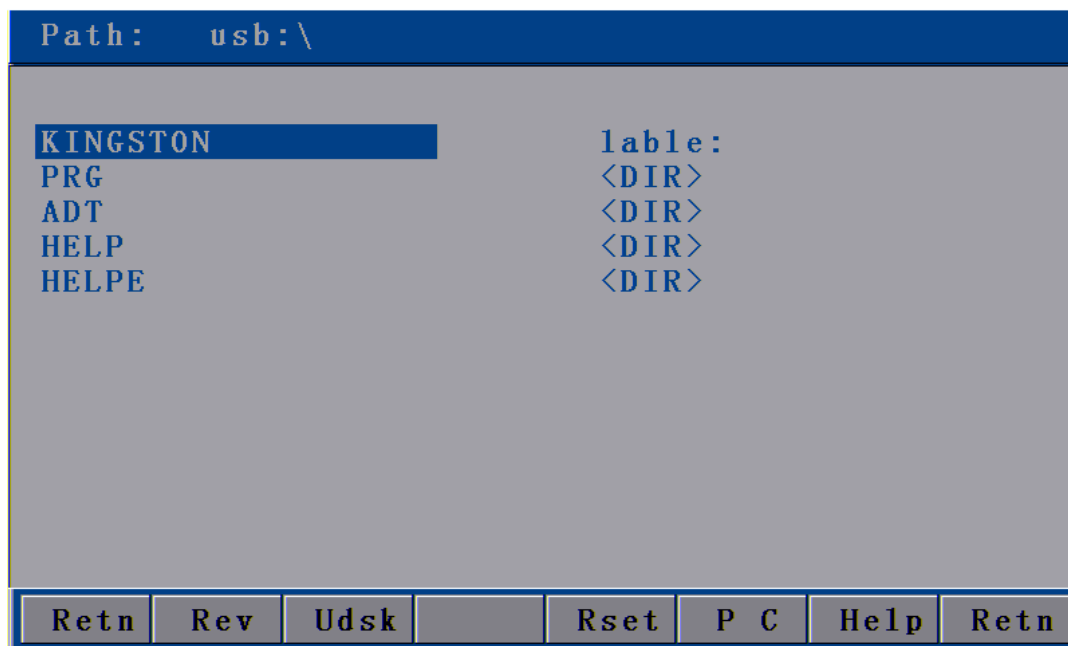 Path: usb:\
KINGSTON lable:
PRG <DIR>
ADT <DIR>
HELP <DIR>
HELPE <DIR>
Retn Rev Udsk Rset P C Help Retn